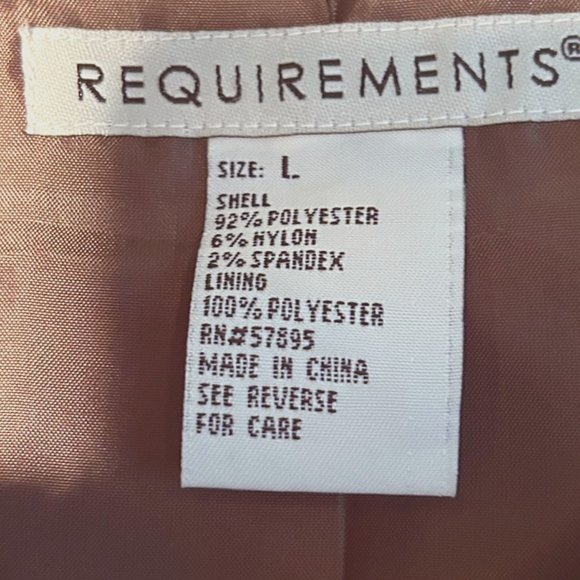 REQUIREMENTS®
SIZE: L
SHELL
92% POLYESTER
6% NYLON
2% SPANDEX
LINING
100% POLYESTER
RN#57895
MADE IN CHINA
SEE REVERSE
FOR CARE